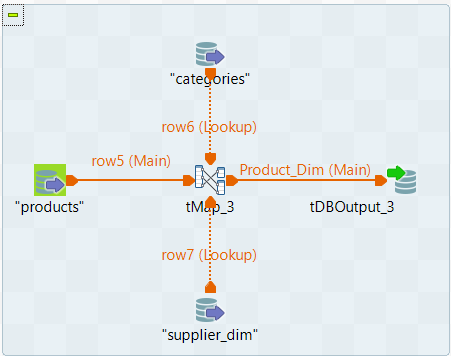 "categories"
row6 (Lookup)
row5 (Main)
Product_Dim (Main)
"products"
tMap_3
tDBOutput_3
row7 (Lookup)
"supplier_dim"